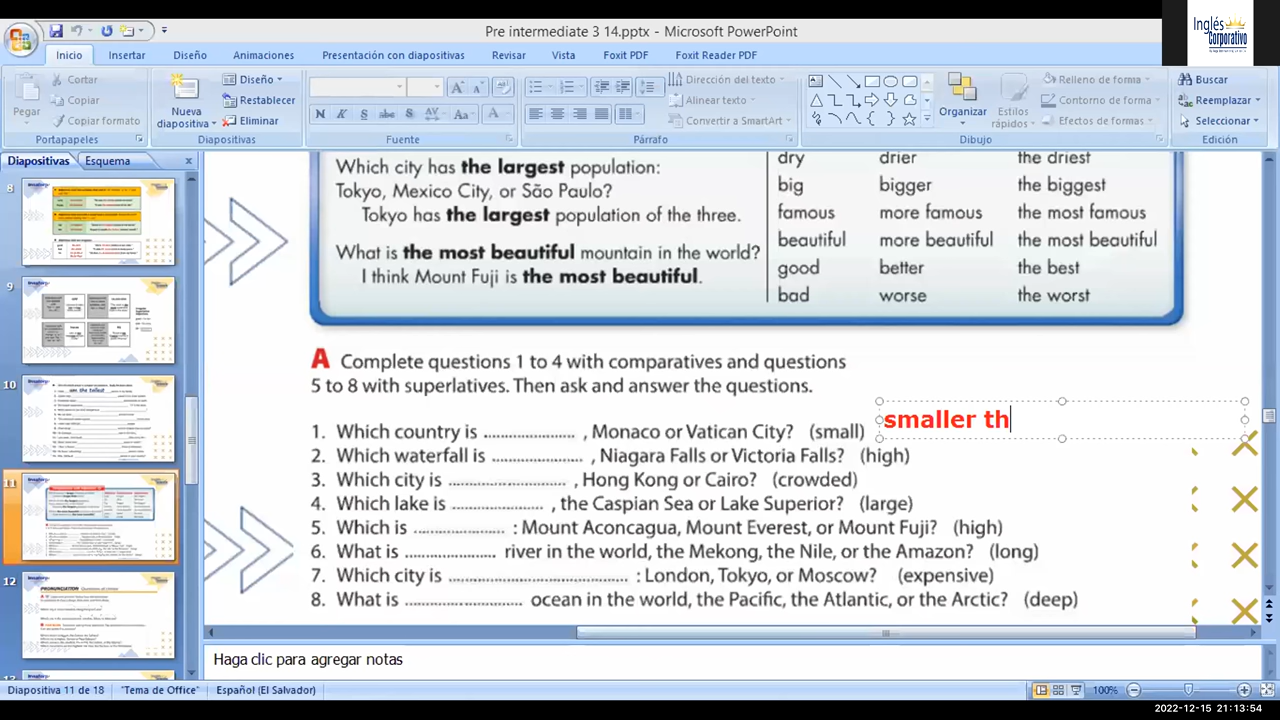 Pre intermediate 3 14.pptx - Microsoft PowerPoint
Inglés
Corporativo
Inicio Insertar Diseño Animaciones Presentación con diapositivas Revisar Vista Foxit PDF Foxit Reader PDF
Pegar
Cortar
Copiar
Copiar formato
Portapapeles
Nueva
diapositiva
Diseño
Restablecer
Eliminar
Diapositivas
N K S abc S AV Aa A
Fuente
Párrafo
Dirección del texto
Alinear texto
Convertir a SmartArt
Organizar
Estilos
rápidos
Relleno de forma
Contorno de forma
Efectos de formas
Dibujo
Buscar
Reemplazar
Seleccionar
Edición
Diapositivas Esquema
8
9
10
11
12
PRONUNCIATION
Which city has the largest population:
Tokyo, Mexico City, or São Paulo?
Tokyo has the largest population of the three.
What is the most beautiful mountain in the world?
I think Mount Fuji is the most beautiful.
dry drier the driest
big bigger the biggest
famous more famous the most famous
beautiful more beautiful the most beautiful
good better the best
bad worse the worst
A Complete questions 1 to 4 with comparatives and questions
5 to 8 with superlatives. Then ask and answer the questions.
smaller th
1. Which country is .................. , Monaco or Vatican City? (small)
2. Which waterfall is .................... , Niagara Falls or Victoria Falls? (high)
3. Which city is .......................... , Hong Kong or Cairo? (crowded)
4. Which lake is .................... , the Caspian Sea or Lake Superior? (large)
5. Which is ....................... : Mount Aconcagua, Mount Everest, or Mount Fuji? (high)
6. What is .................... river in the world, the Mekong, the Nile, or the Amazon? (long)
7. Which city is ........................................ : London, Tokyo, or Moscow? (expensive)
8. What is .......................... ocean in the world, the Pacific, the Atlantic, or the Arctic? (deep)
Haga clic para agregar notas
Diapositiva 11 de 18 "Tema de Office" Español (El Salvador) 100%
2022-12-15 21:13:54